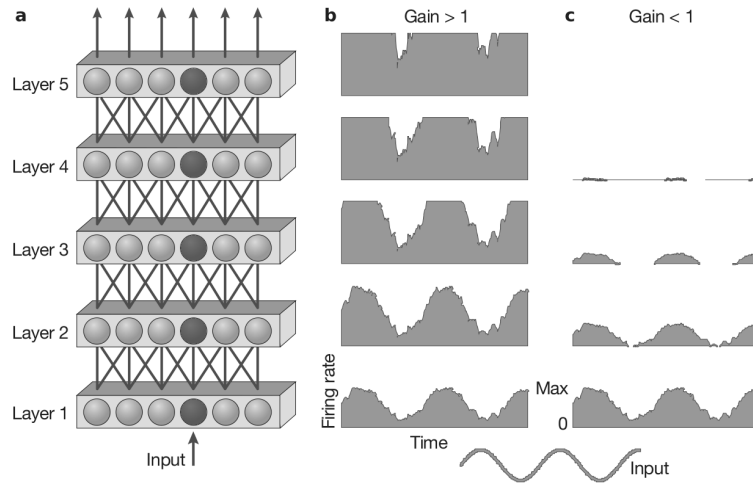 a
Layer 5
Layer 4
Layer 3
Layer 2
Layer 1
Input
b
Gain > 1
Firing rate
Time
c
Gain < 1
Max
0
Input